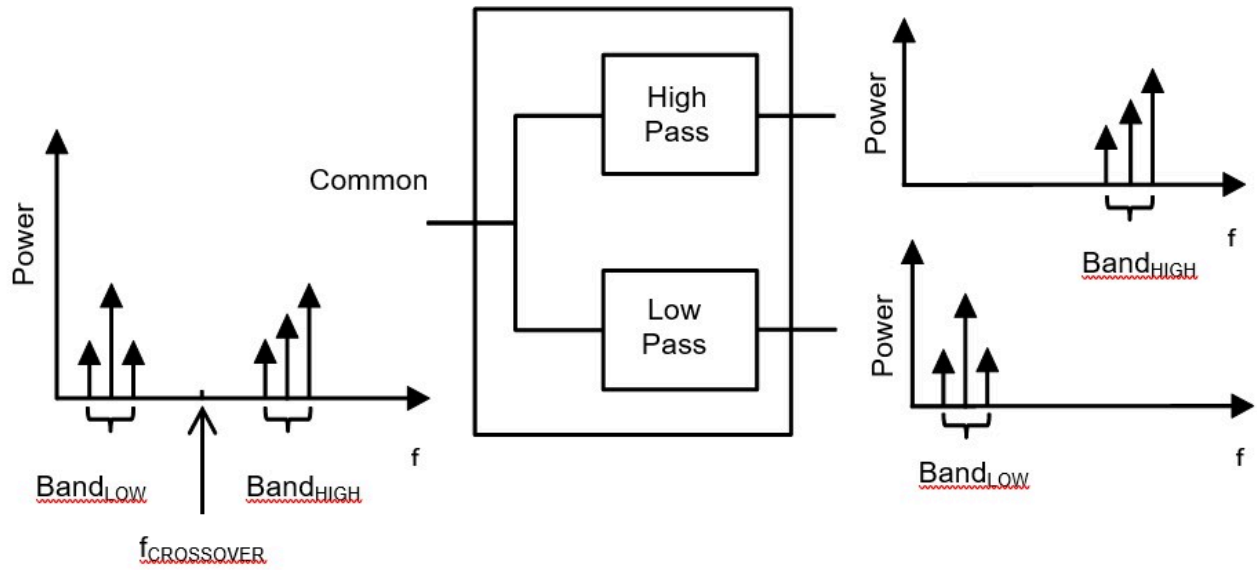 Power
Common
High
Pass
Low
Pass
f
BandLOW
BandHIGH
fCROSSOVER
Power
f
BandHIGH
Power
f
BandLOW